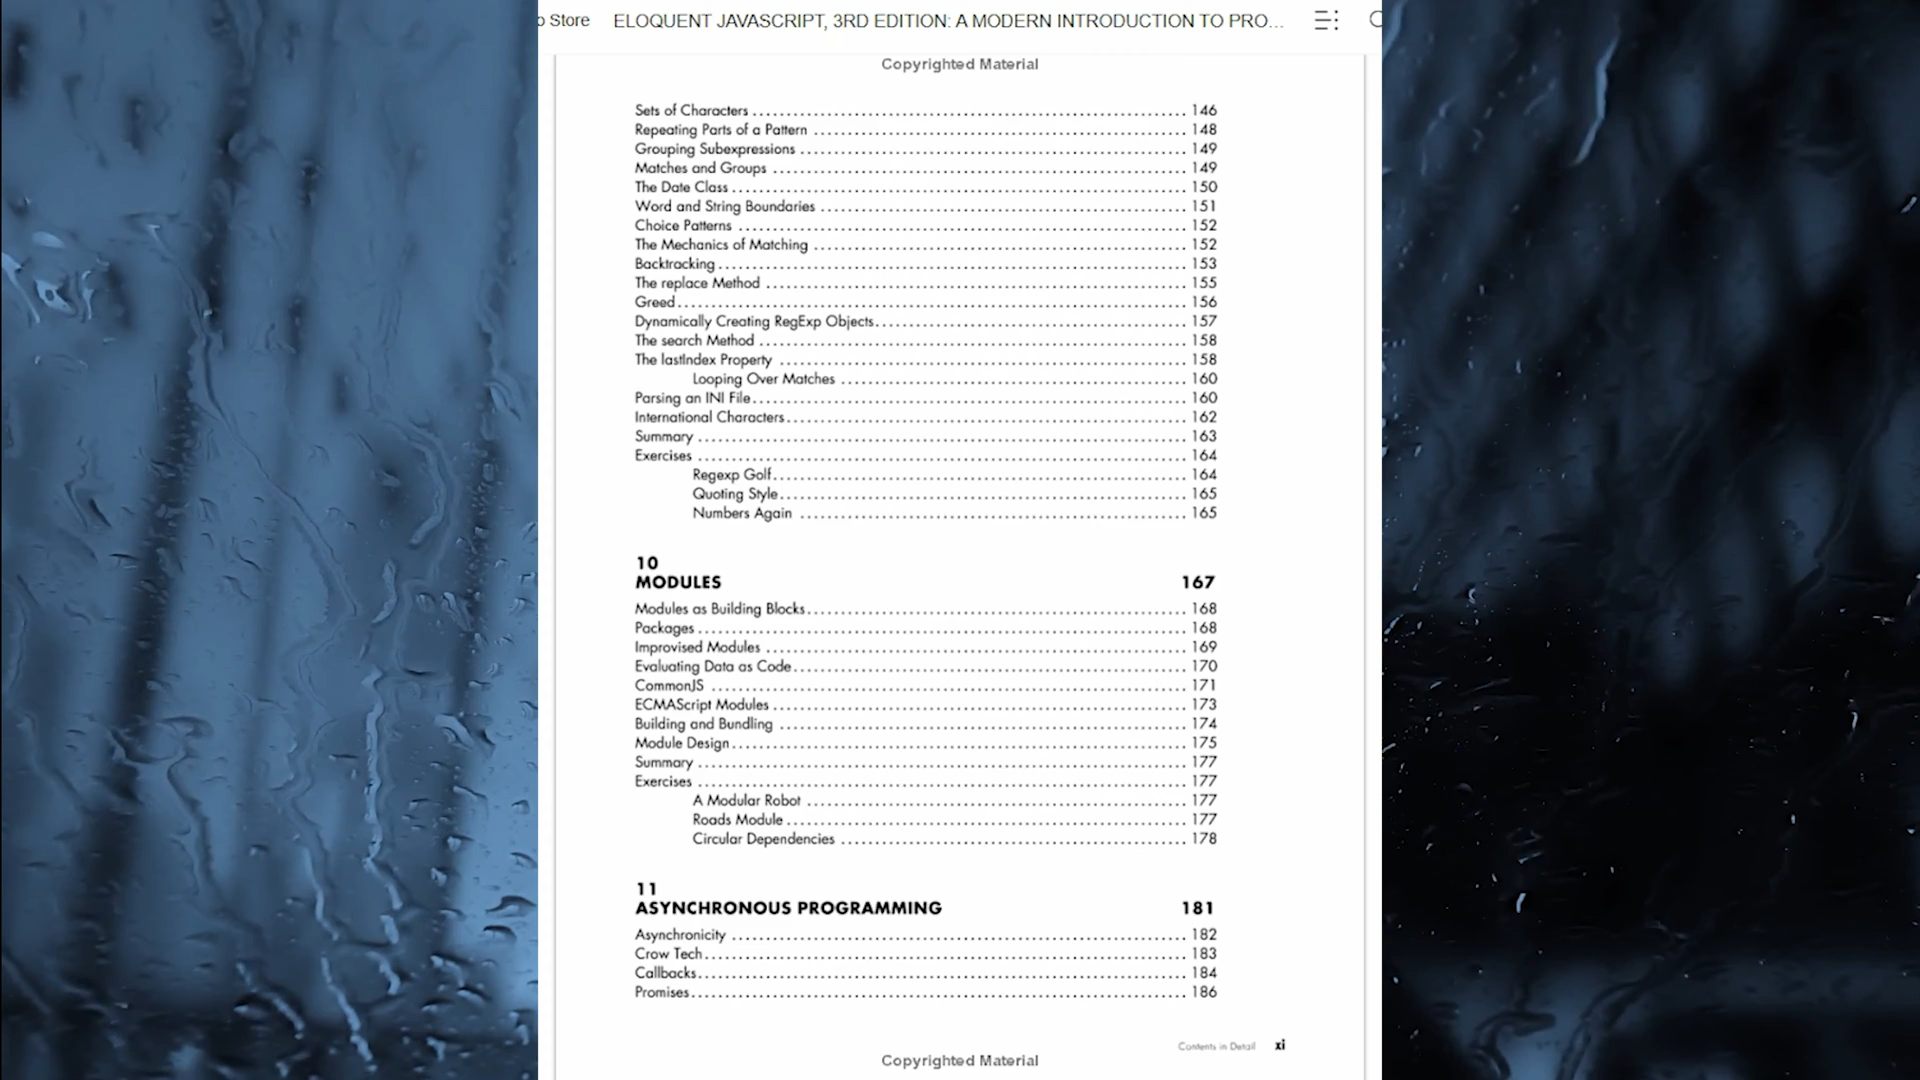 o Store ELOQUENT JAVASCRIPT, 3RD EDITION: A MODERN INTRODUCTION TO PRO...
Copyrighted Material
Sets of Characters 146
Repeating Parts of a Pattern 148
Grouping Subexpressions 149
Matches and Groups 149
The Date Class 150
Word and String Boundaries 151
Choice Patterns 152
The Mechanics of Matching 152
Backtracking 153
The replace Method 155
Greed 156
Dynamically Creating RegExp Objects 157
The search Method 158
The lastIndex Property 158
Looping Over Matches 160
Parsing an INI File 160
International Characters 162
Summary 163
Exercises 164
Regexp Golf 164
Quoting Style 165
Numbers Again 165
10
MODULES 167
Modules as Building Blocks 168
Packages 168
Improvised Modules 169
Evaluating Data as Code 170
CommonJS 171
ECMAScript Modules 173
Building and Bundling 174
Module Design 175
Summary 177
Exercises 177
A Modular Robot 177
Roads Module 177
Circular Dependencies 178
11
ASYNCHRONOUS PROGRAMMING 181
Asynchronicity 182
Crow Tech 183
Callbacks 184
Promises 186
Contents in Detail xi
Copyrighted Material